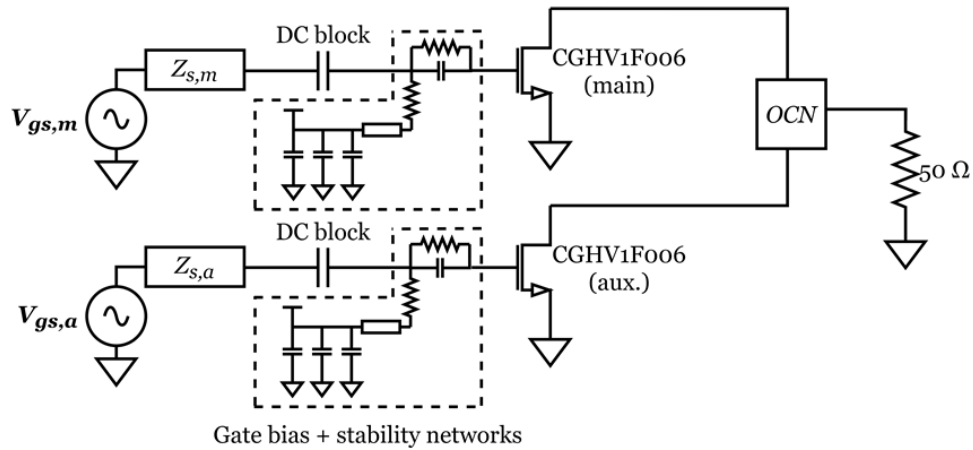 DC block
Z_{s,m}
V_{gs,m}
CGHV1F006
(main)
OCN
50 Ω
DC block
Z_{s,a}
V_{gs,a}
CGHV1F006
(aux.)
Gate bias + stability networks